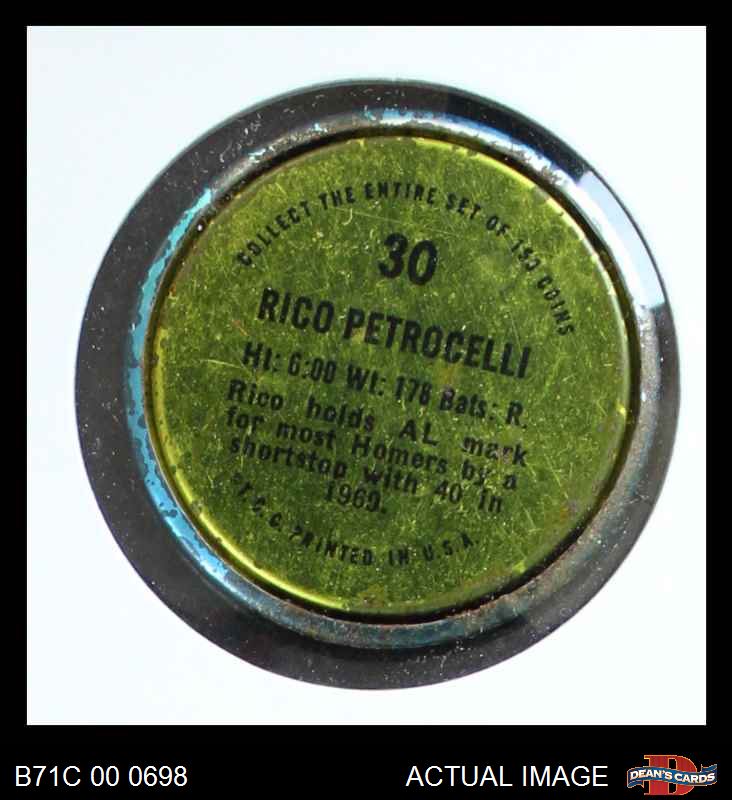 COLLECT THE ENTIRE SET OF 153 COINS
30
RICO PETROCELLI
Ht: 6:00 Wt: 178 Bats: R.
Rico holds AL mark
for most Homers by a
shortstop with 40 in
1969.
©T.C.G. PRINTED IN U.S.A.
B71C 00 0698
ACTUAL IMAGE
D
DEAN'S CARDS